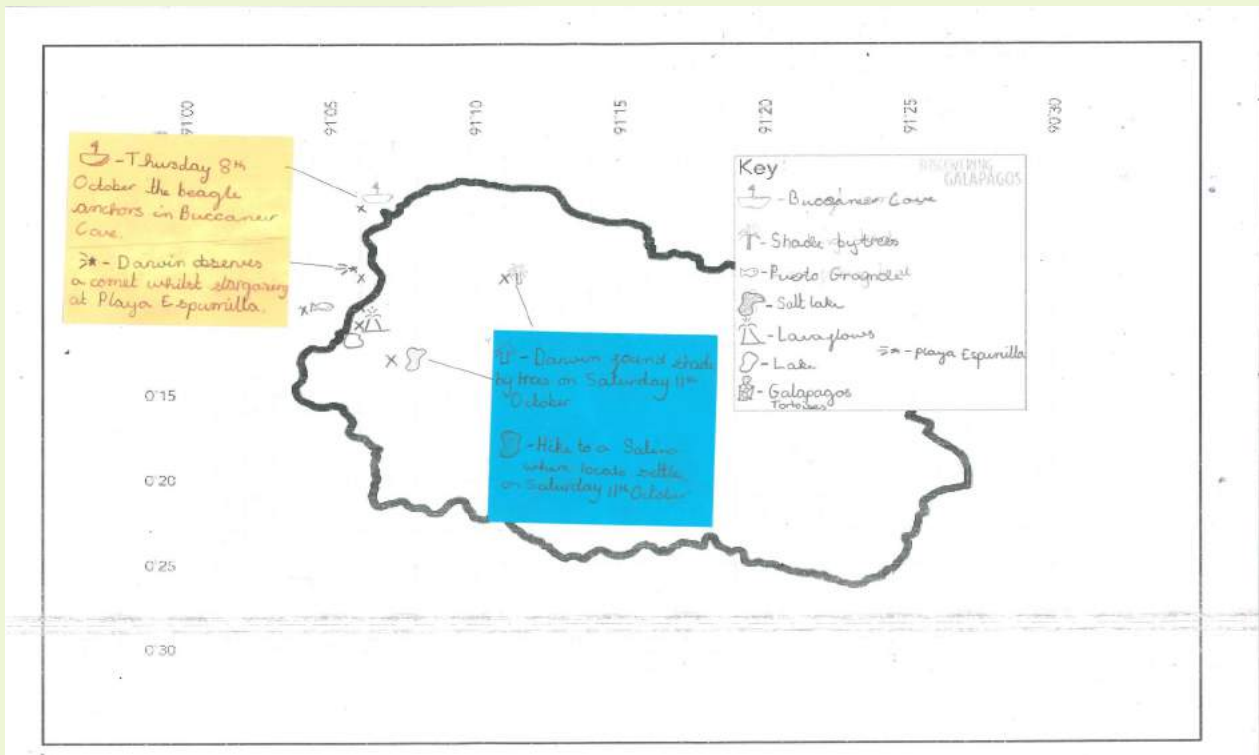 91'00
91'05
91'10
91'15
91'20
91'25
90'30
- Thursday 8th
October the beagle
anchors in Buccaneer
Cove.
- Darwin observes
a comet whilst stargazing
at Playa Espumilla.
Key
DISCOVERING
GALAPAGOS
- Buccaneer Cove
- Shade by trees
- Puerto
- Salt lake
- Lava flows
- Playa Espumilla
- Lake
- Galapagos
Tortoises
- Darwin found shade
by trees on Saturday 11th
October
- Hike to a Salina
when locals settle
on Saturday 11th October
0'15
0'20
0'25
0'30